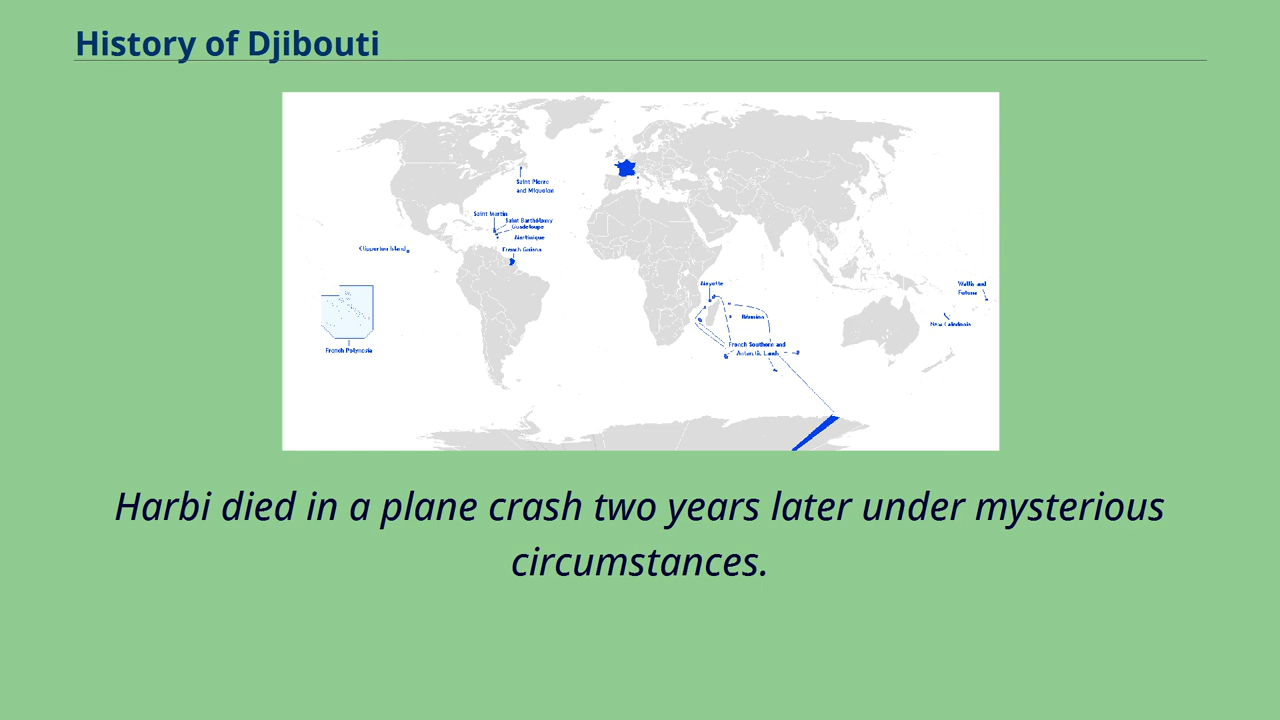 History of Djibouti
Saint Pierre
and Miquelon
Saint Martin
Saint Barthélemy
Guadeloupe
Martinique
Clipperton Island
French Guiana
Mayotte
Wallis and
Futuna
Réunion
New Caledonia
French Southern and
Antarctic Lands
French Polynesia
Harbi died in a plane crash two years later under mysterious
circumstances.